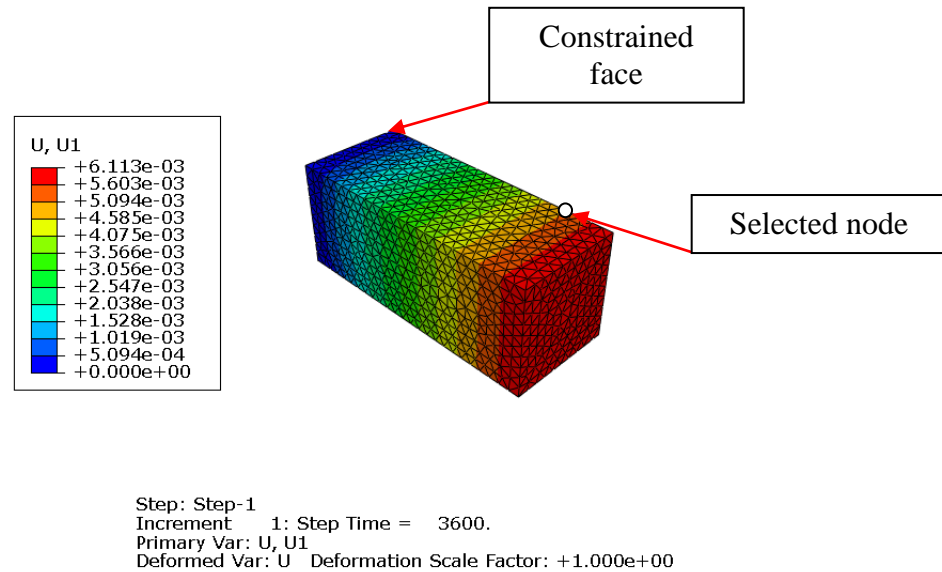 Constrained
face
U, U1
+6.113e-03
+5.603e-03
+5.094e-03
+4.585e-03
+4.075e-03
+3.566e-03
+3.056e-03
+2.547e-03
+2.038e-03
+1.528e-03
+1.019e-03
+5.094e-04
+0.000e+00
Selected node
Step: Step-1
Increment 1: Step Time = 3600.
Primary Var: U, U1
Deformed Var: U Deformation Scale Factor: +1.000e+00